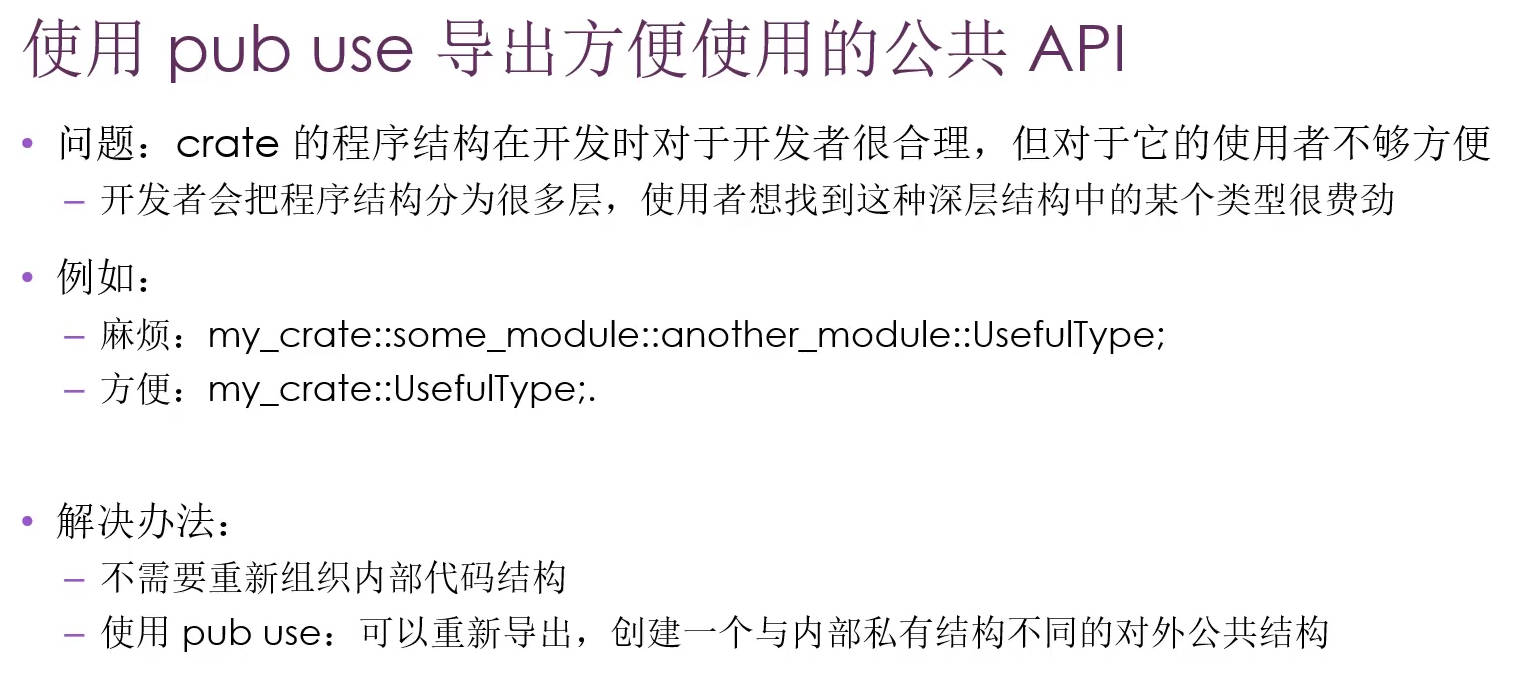 使用 pub use 导出方便使用的公共 API
• 问题：crate 的程序结构在开发时对于开发者很合理，但对于它的使用者不够方便
– 开发者会把程序结构分为很多层，使用者想找到这种深层结构中的某个类型很费劲
• 例如：
– 麻烦：my_crate::some_module::another_module::UsefulType;
– 方便：my_crate::UsefulType;.
• 解决办法：
– 不需要重新组织内部代码结构
– 使用 pub use：可以重新导出，创建一个与内部私有结构不同的对外公共结构